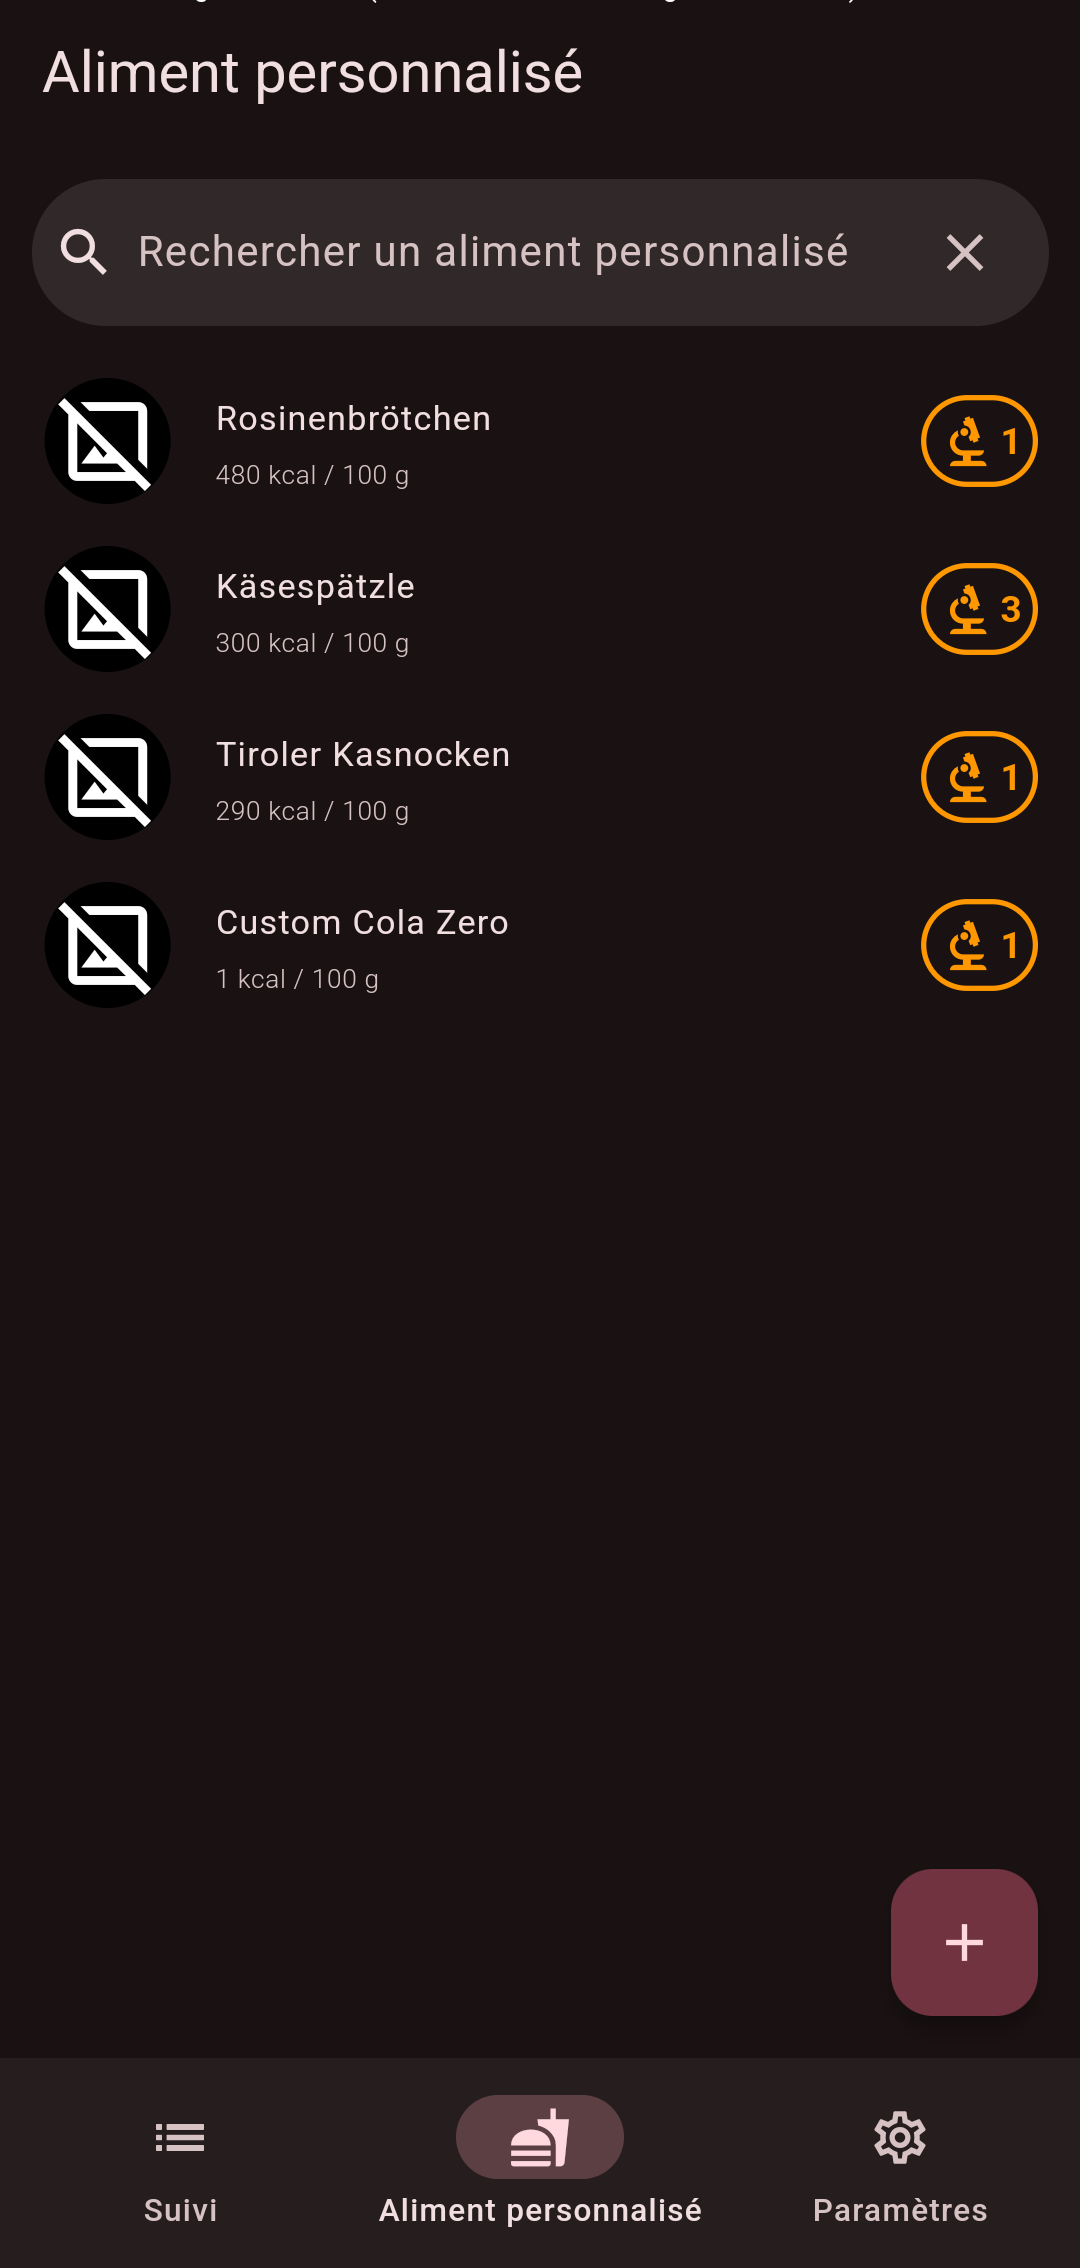 Aliment personnalisé
Rechercher un aliment personnalisé
Rosinenbrötchen
480 kcal / 100 g
1
Käsespätzle
300 kcal / 100 g
3
Tiroler Kasnocken
290 kcal / 100 g
1
Custom Cola Zero
1 kcal / 100 g
1
Suivi
Aliment personnalisé
Paramètres